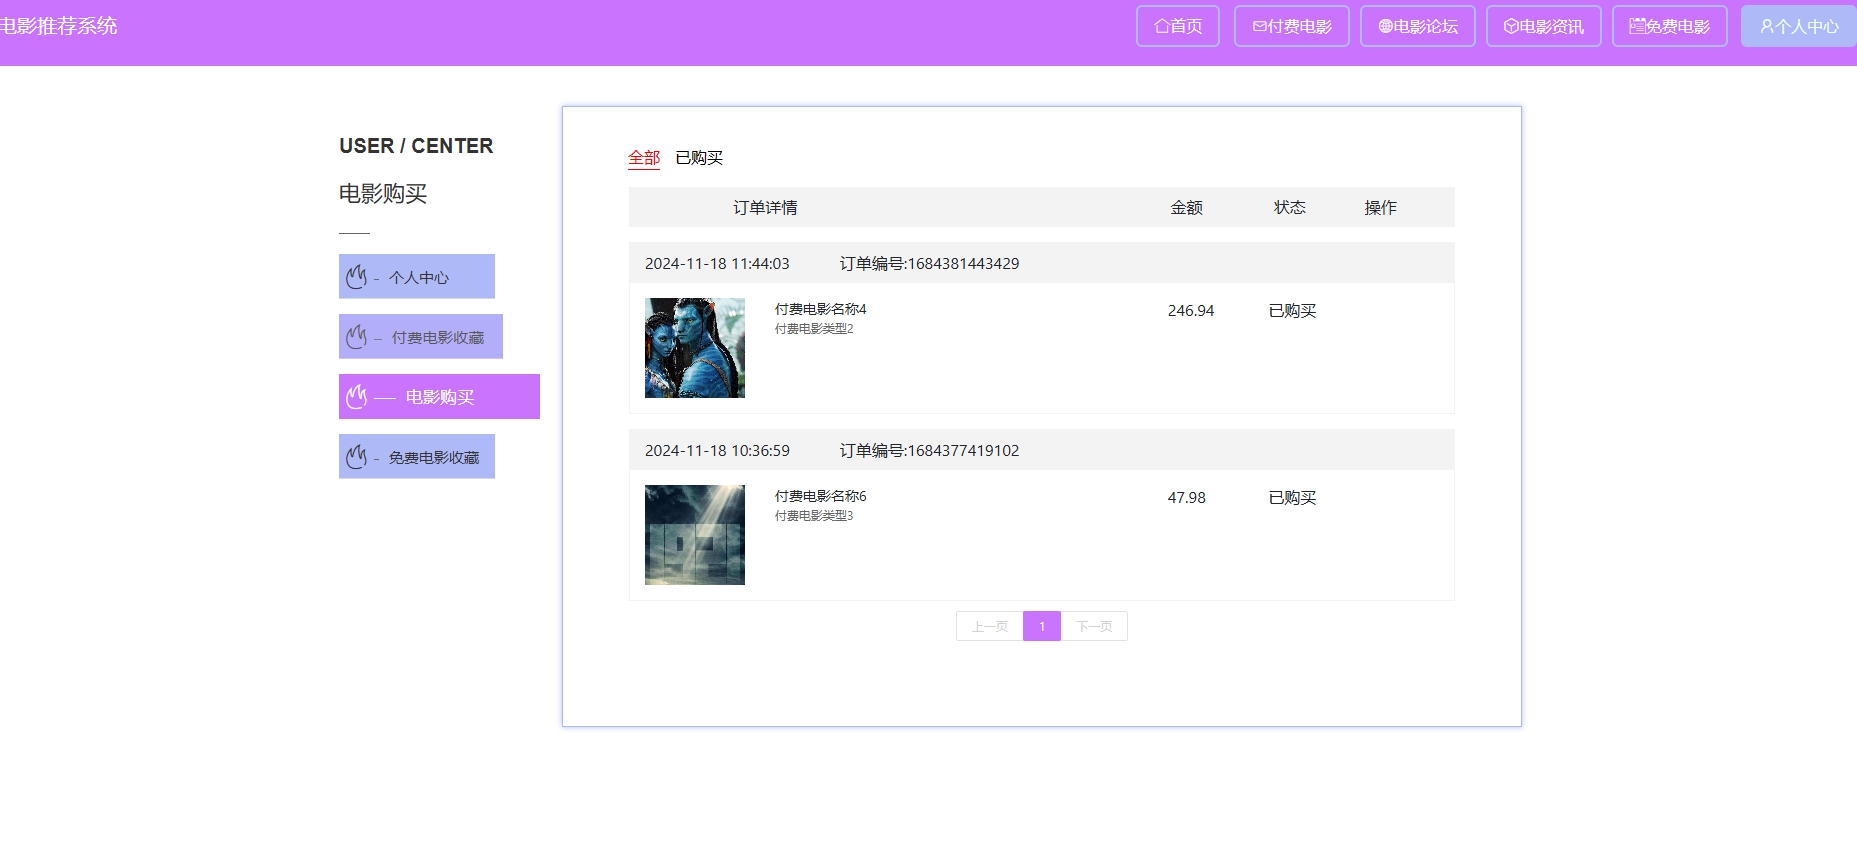 电影推荐系统
首页 付费电影 电影论坛 电影资讯 免费电影 个人中心
USER / CENTER
电影购买
- 个人中心
- 付费电影收藏
— 电影购买
- 免费电影收藏
全部 已购买
订单详情 金额 状态 操作
2024-11-18 11:44:03 订单编号:1684381443429
付费电影名称4 246.94 已购买
付费电影类型2
2024-11-18 10:36:59 订单编号:1684377419102
付费电影名称6 47.98 已购买
付费电影类型3
上一页 1 下一页